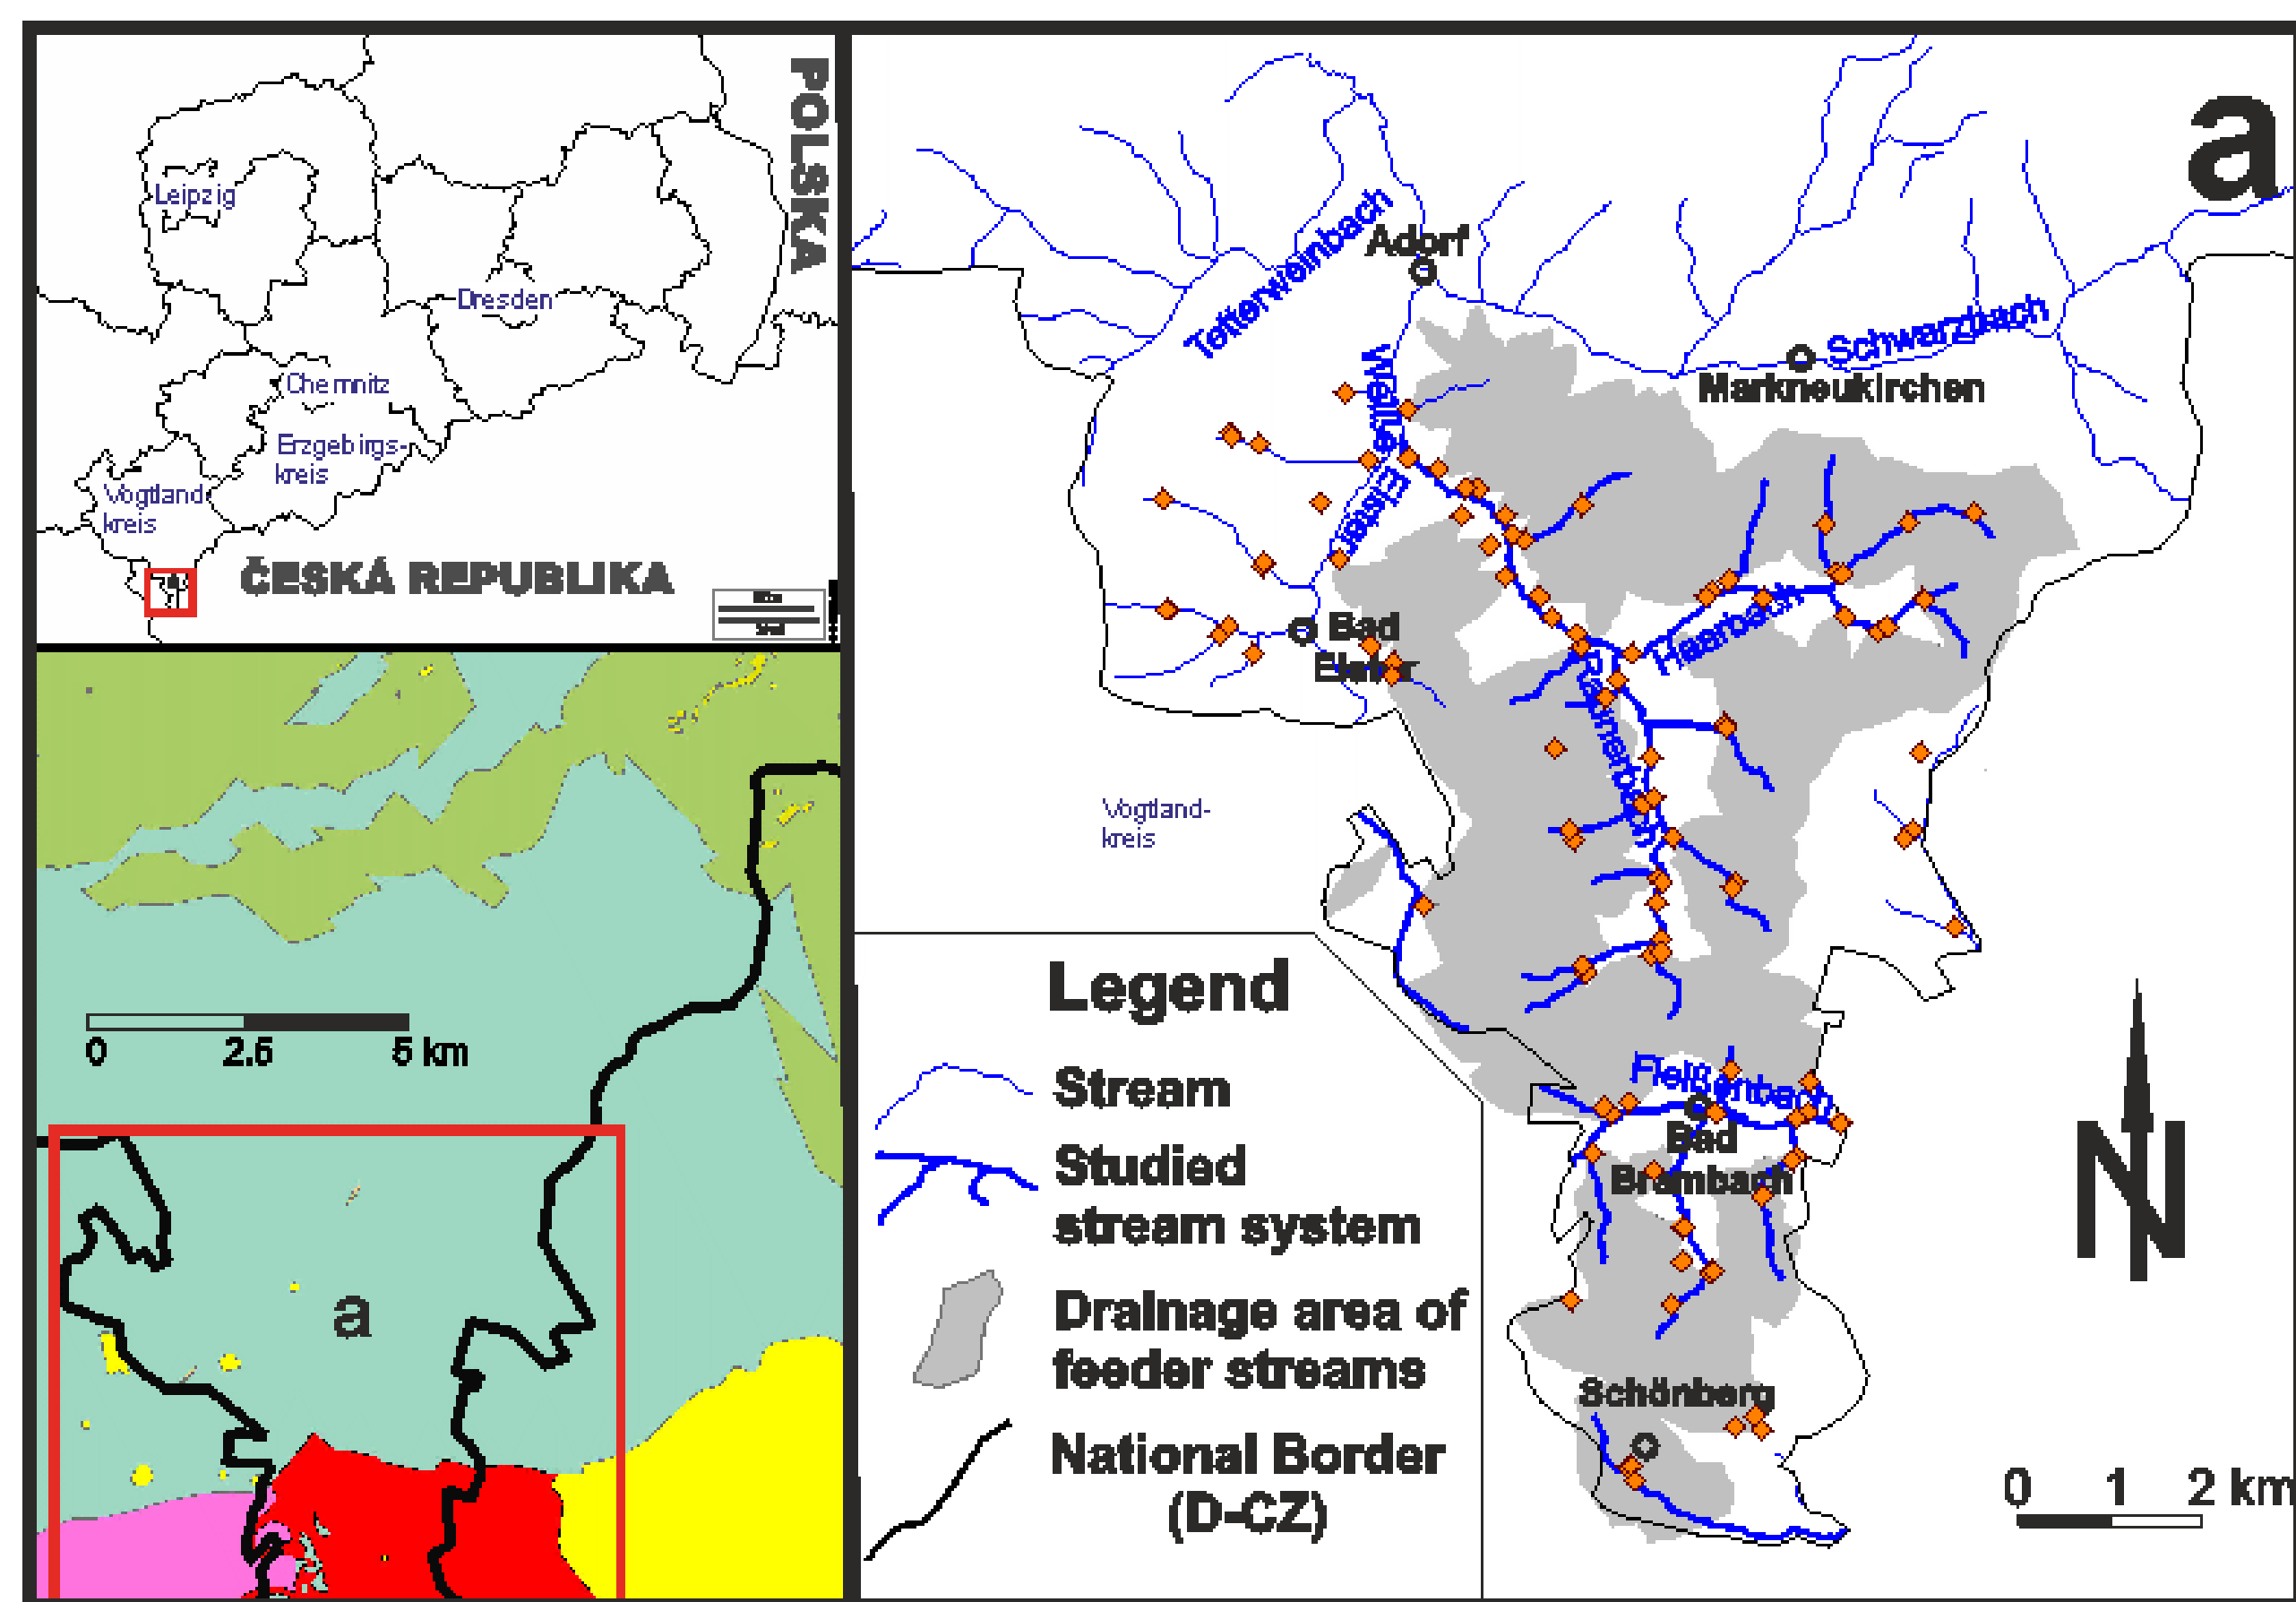 POLSKA
Leipzig
Dresden
Chemnitz
Erzgebirgs-
kreis
Vogtland
kreis
ČESKÁ REPUBLIKA
0 2.5 5 km
a
a
Tetterweinbach
Adorf
Weiße Elster
Schwarzbach
Markneukirchen
Bad
Elster
Haarbach
Raunerbach
Vogtland-
kreis
Fleißenbach
Bad
Brambach
Schönberg
Legend
Stream
Studied
stream system
Drainage area of
feeder streams
National Border
(D-CZ)
N
0 1 2 km